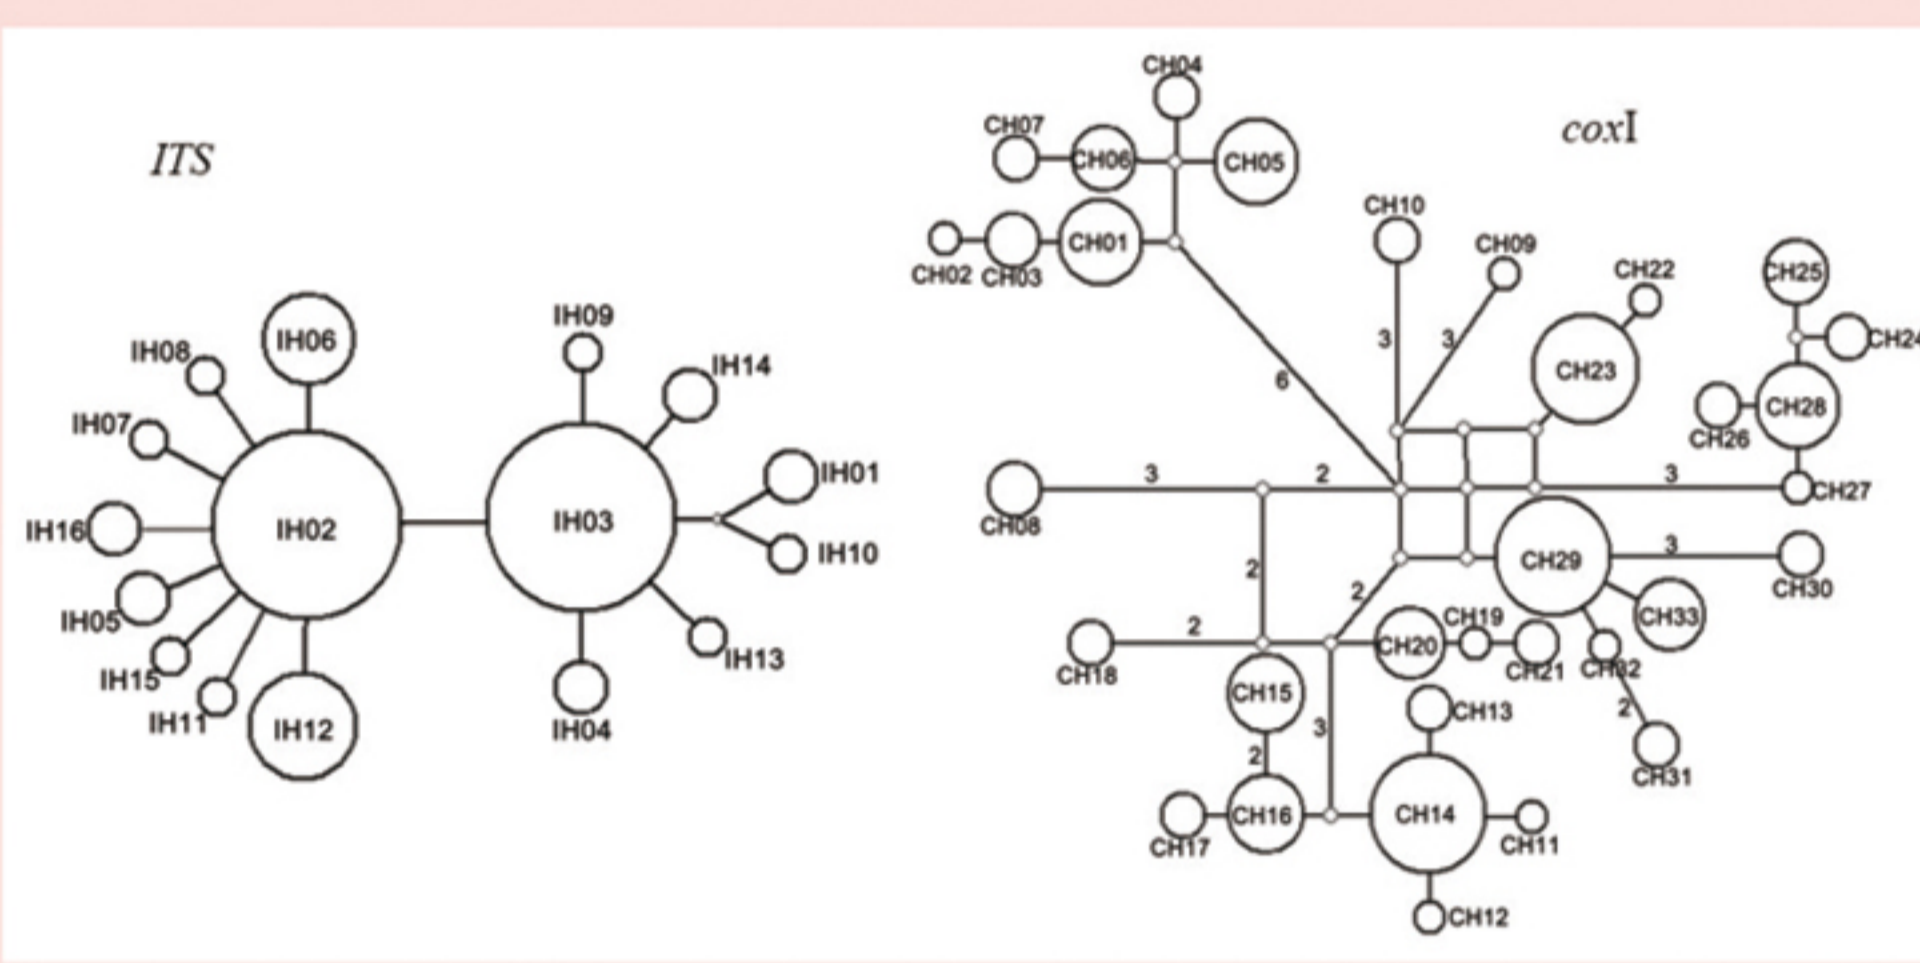 ITS
IH06
IH08
IH07
IH16
IH02
IH05
IH15
IH11
IH12
IH09
IH14
IH03
IH01
IH10
IH13
IH04
coxI
CH04
CH07
CH06
CH05
CH02
CH03
CH01
CH10
CH09
CH22
CH23
CH25
CH24
CH28
CH26
CH27
3
3
6
3
2
3
CH08
CH29
3
CH30
2
2
CH33
2
CH18
CH20
CH19
CH21
CH32
2
CH31
CH15
3
CH13
2
CH17
CH16
CH14
CH11
CH12